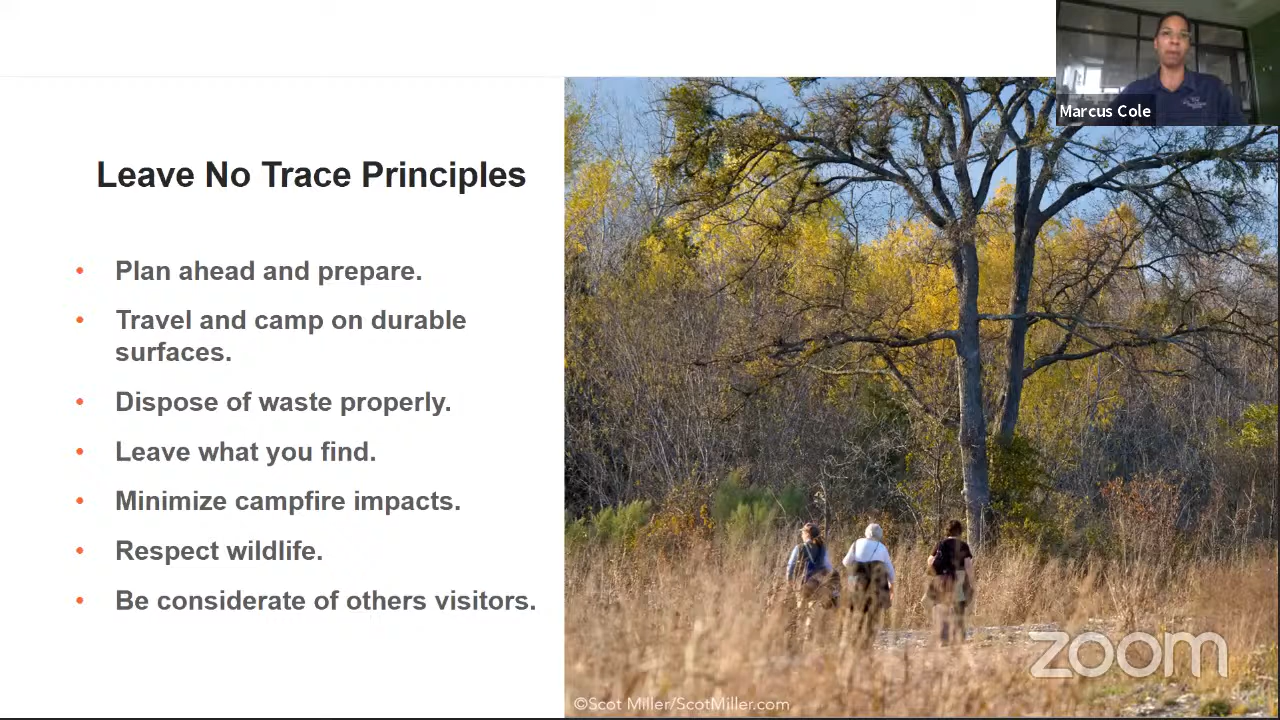 Marcus Cole
Leave No Trace Principles
• Plan ahead and prepare.
• Travel and camp on durable
surfaces.
• Dispose of waste properly.
• Leave what you find.
• Minimize campfire impacts.
• Respect wildlife.
• Be considerate of others visitors.
zoom
©Scot Miller/ScotMiller.com